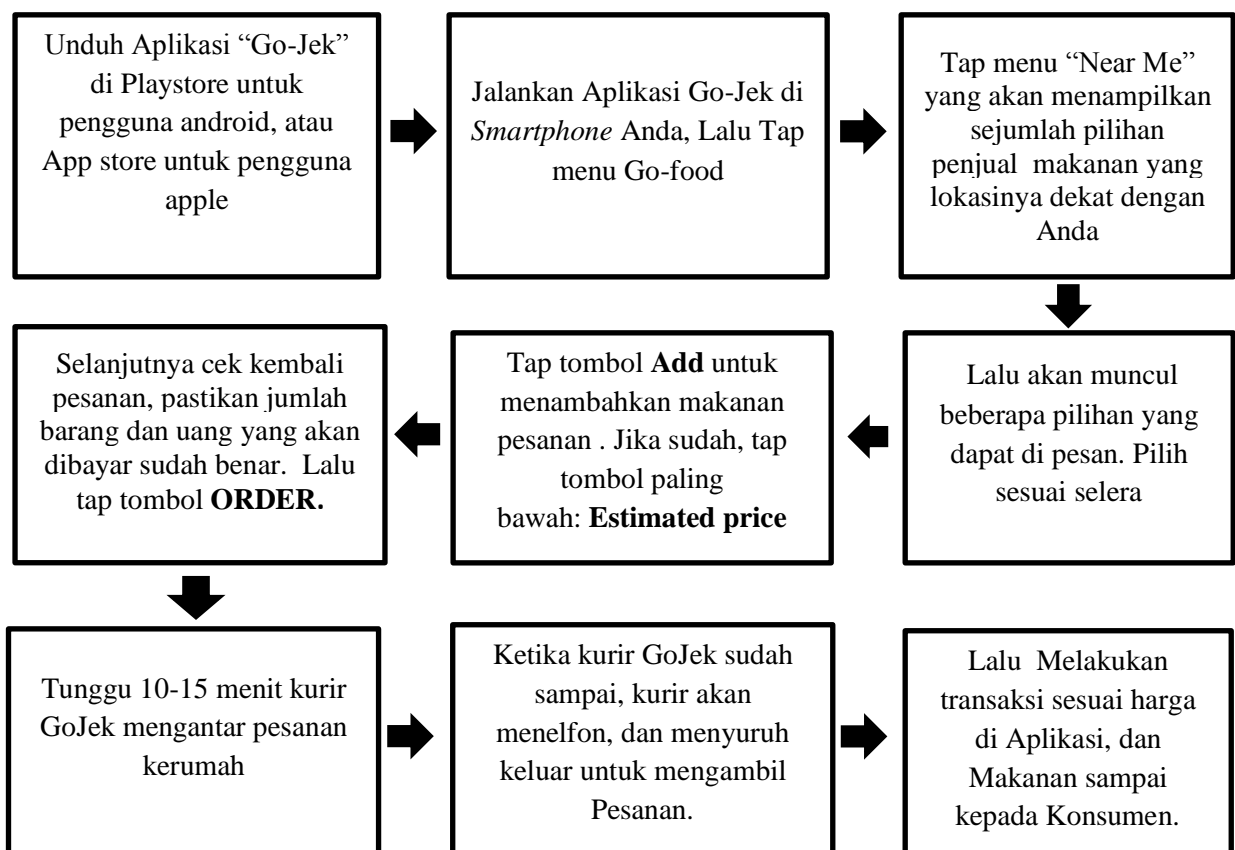 Unduh Aplikasi “Go-Jek”
di Playstore untuk
pengguna android, atau
App store untuk pengguna
apple
Jalankan Aplikasi Go-Jek di
Smartphone Anda, Lalu Tap
menu Go-food
Tap menu “Near Me”
yang akan menampilkan
sejumlah pilihan
penjual makanan yang
lokasinya dekat dengan
Anda
Lalu akan muncul
beberapa pilihan yang
dapat di pesan. Pilih
sesuai selera
Tap tombol Add untuk
menambahkan makanan
pesanan . Jika sudah, tap
tombol paling
bawah: Estimated price
Selanjutnya cek kembali
pesanan, pastikan jumlah
barang dan uang yang akan
dibayar sudah benar. Lalu
tap tombol ORDER.
Tunggu 10-15 menit kurir
GoJek mengantar pesanan
kerumah
Ketika kurir GoJek sudah
sampai, kurir akan
menelfon, dan menyuruh
keluar untuk mengambil
Pesanan.
Lalu Melakukan
transaksi sesuai harga
di Aplikasi, dan
Makanan sampai
kepada Konsumen.